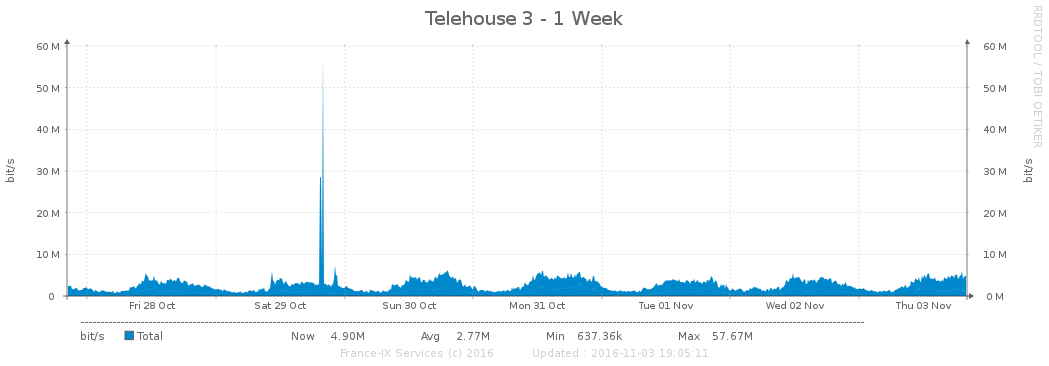 Telehouse 3 - 1 Week
RRDTOOL / TOBI OETIKER
60 M 60 M
50 M 50 M
40 M 40 M
30 M 30 M
20 M 20 M
10 M 10 M
0 0 M
bit/s
bit/s
Fri 28 Oct Sat 29 Oct Sun 30 Oct Mon 31 Oct Tue 01 Nov Wed 02 Nov Thu 03 Nov
bit/s Total Now 4.90M Avg 2.77M Min 637.36k Max 57.67M
France-IX Services (c) 2016 Updated : 2016-11-03 19:05:11